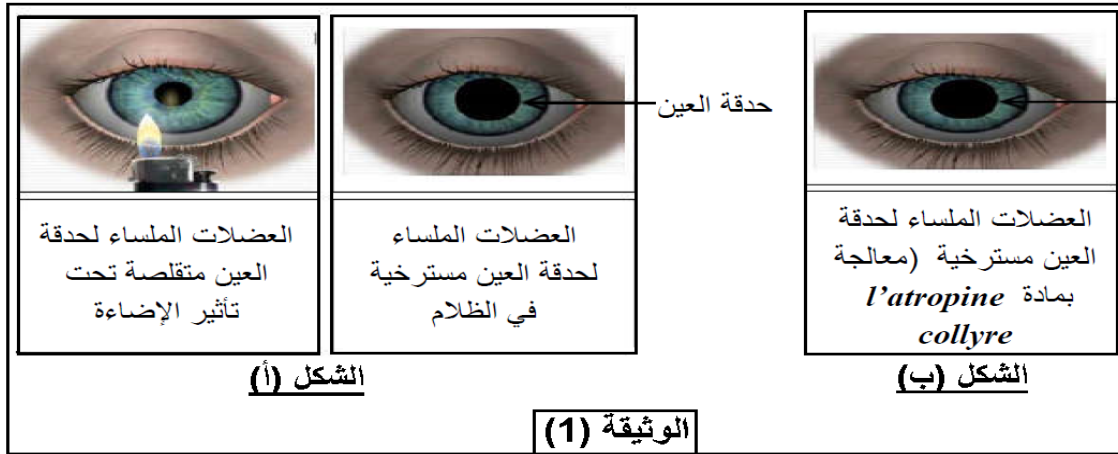 حدقة العين
العضلات الملساء لحدقة
العين متقلصة تحت
تأثير الإضاءة
العضلات الملساء
لحدقة العين مسترخية
في الظلام
العضلات الملساء لحدقة
العين مسترخية (معالجة
بمادة l'atropine
collyre
الشكل (أ)
الشكل (ب)
الوثيقة (1)